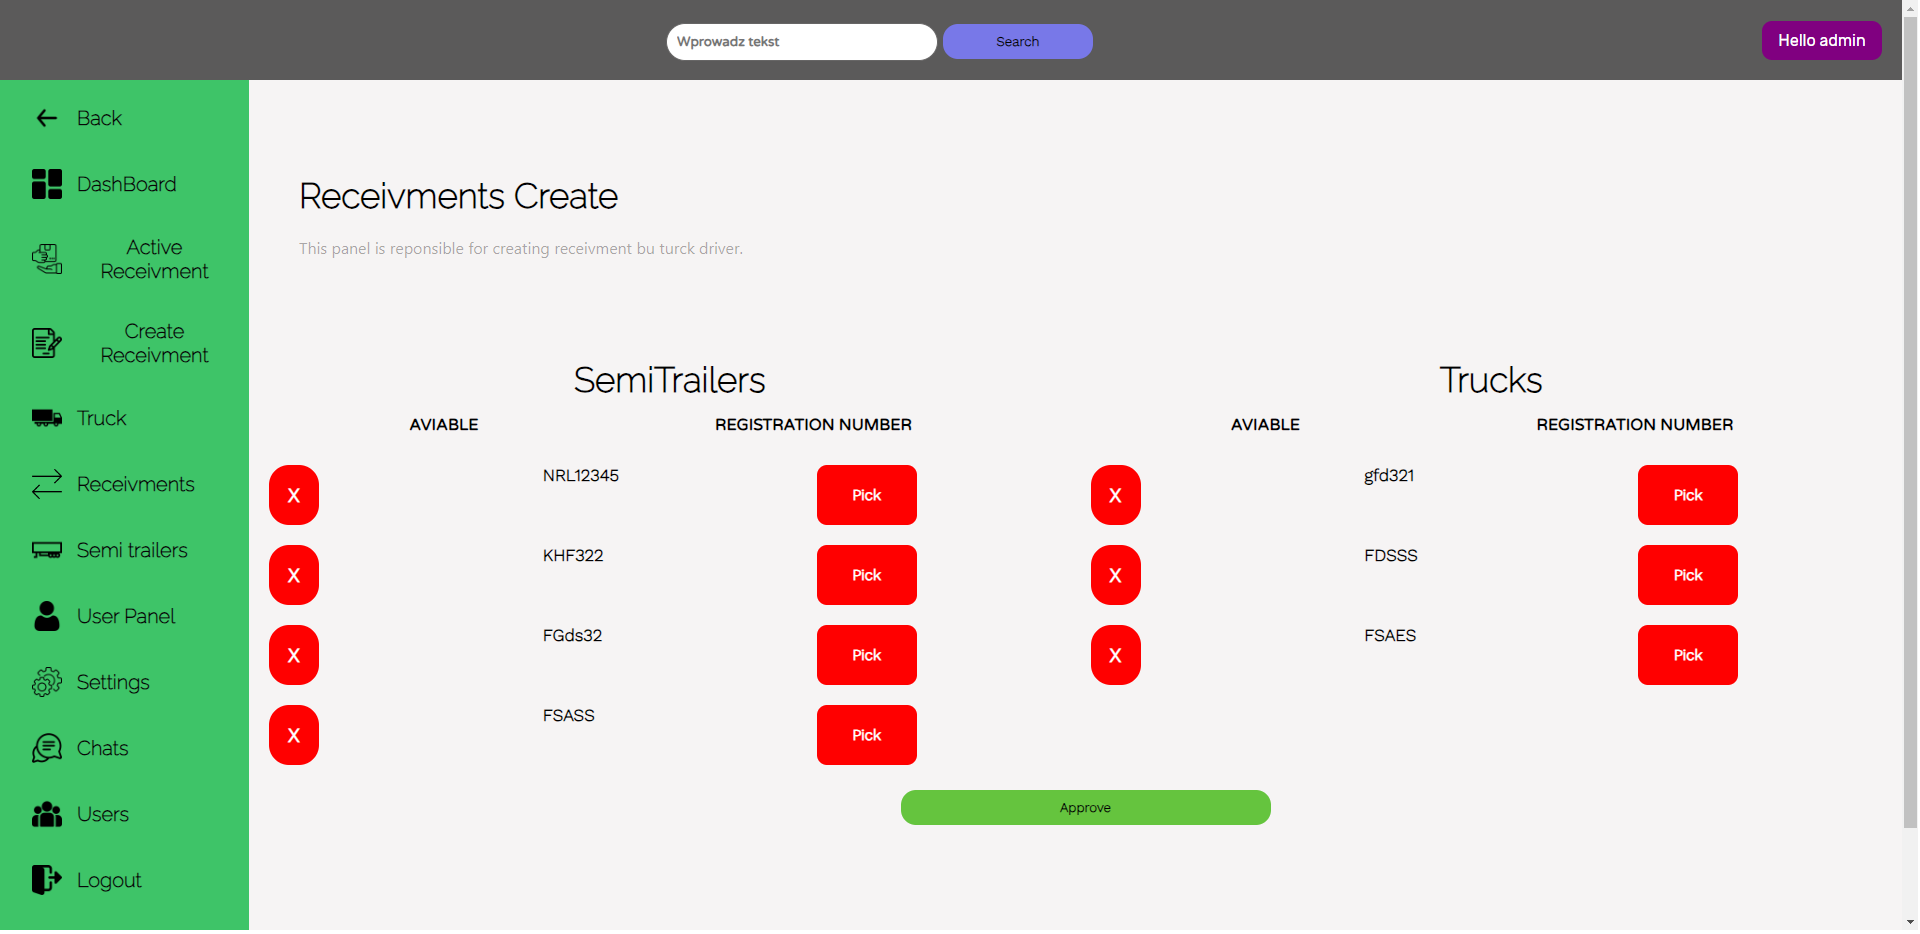 Wprowadz tekst Search Hello admin
Back
DashBoard
Active
Receivment
Create
Receivment
Truck
Receivments
Semi trailers
User Panel
Settings
Chats
Users
Logout
Receivments Create
This panel is reponsible for creating receivment bu turck driver.
SemiTrailers
AVIABLE REGISTRATION NUMBER
X NRL12345 Pick
X KHF322 Pick
X FGds32 Pick
X FSASS Pick
Trucks
AVIABLE REGISTRATION NUMBER
X gfd321 Pick
X FDSSS Pick
X FSAES Pick
Approve